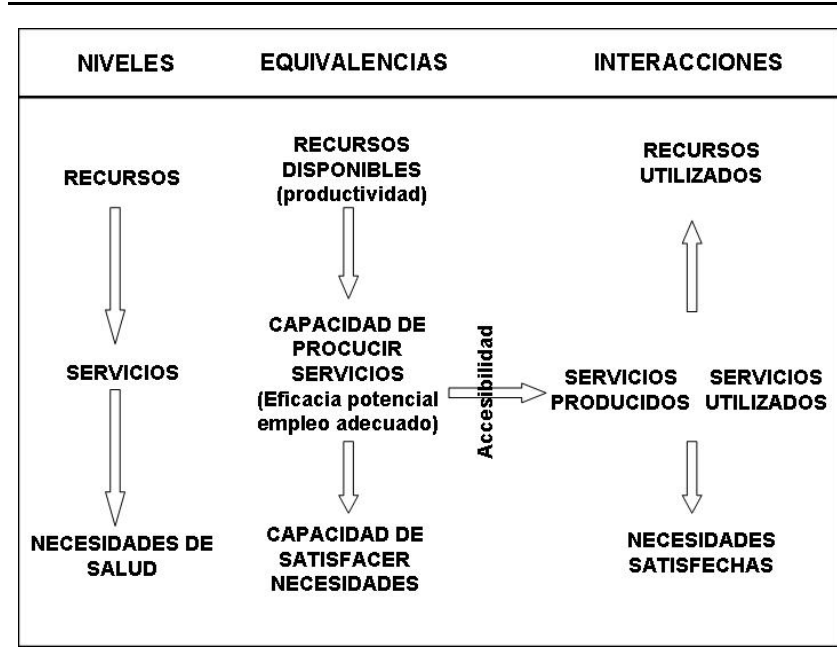 NIVELES
EQUIVALENCIAS
INTERACCIONES
RECURSOS
SERVICIOS
NECESIDADES DE
SALUD
RECURSOS
DISPONIBLES
(productividad)
CAPACIDAD DE
PROCUCIR
SERVICIOS
(Eficacia potencial
empleo adecuado)
CAPACIDAD DE
SATISFACER
NECESIDADES
Accesibilidad
RECURSOS
UTILIZADOS
SERVICIOS
PRODUCIDOS
SERVICIOS
UTILIZADOS
NECESIDADES
SATISFECHAS